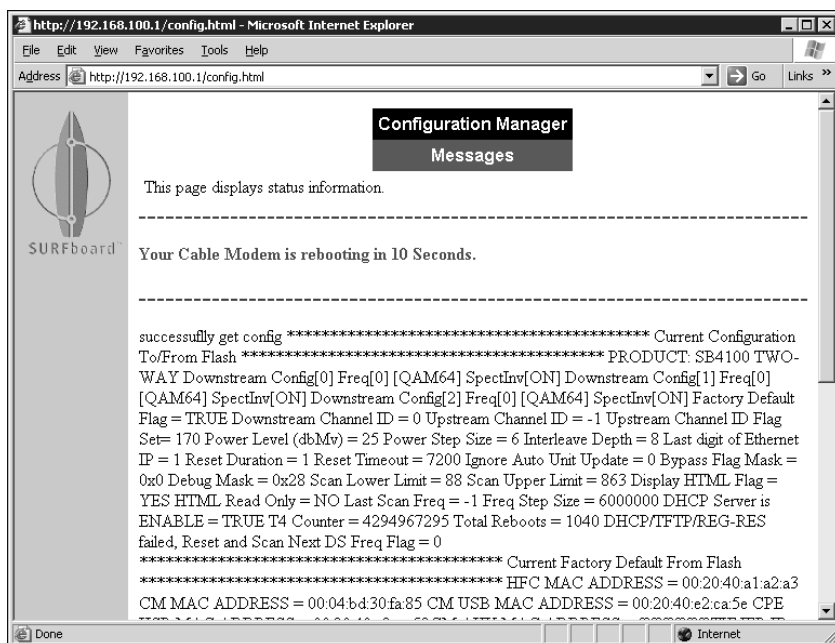 http://192.168.100.1/config.html - Microsoft Internet Explorer
File Edit View Favorites Tools Help
Address http://192.168.100.1/config.html Go Links »
Configuration Manager
Messages
This page displays status information.
SURFboard™
Your Cable Modem is rebooting in 10 Seconds.
successuflly get config ****************************************** Current Configuration
To/From Flash ****************************************** PRODUCT: SB4100 TWO-
WAY Downstream Config[0] Freq[0] [QAM64] SpectInv[ON] Downstream Config[1] Freq[0]
[QAM64] SpectInv[ON] Downstream Config[2] Freq[0] [QAM64] SpectInv[ON] Factory Default
Flag = TRUE Downstream Channel ID = 0 Upstream Channel ID = -1 Upstream Channel ID Flag
Set= 170 Power Level (dbMv) = 25 Power Step Size = 6 Interleave Depth = 8 Last digit of Ethernet
IP = 1 Reset Duration = 1 Reset Timeout = 7200 Ignore Auto Unit Update = 0 Bypass Flag Mask =
0x0 Debug Mask = 0x28 Scan Lower Limit = 88 Scan Upper Limit = 863 Display HTML Flag =
YES HTML Read Only = NO Last Scan Freq = -1 Freq Step Size = 6000000 DHCP Server is
ENABLE = TRUE T4 Counter = 4294967295 Total Reboots = 1040 DHCP/TFTP/REG-RES
failed, Reset and Scan Next DS Freq Flag = 0
****************************************** Current Factory Default From Flash
****************************************** HFC MAC ADDRESS = 00:20:40:a1:a2:a3
CM MAC ADDRESS = 00:04:bd:30:fa:85 CM USB MAC ADDRESS = 00:20:40:e2:ca:5e CPE
Done Internet